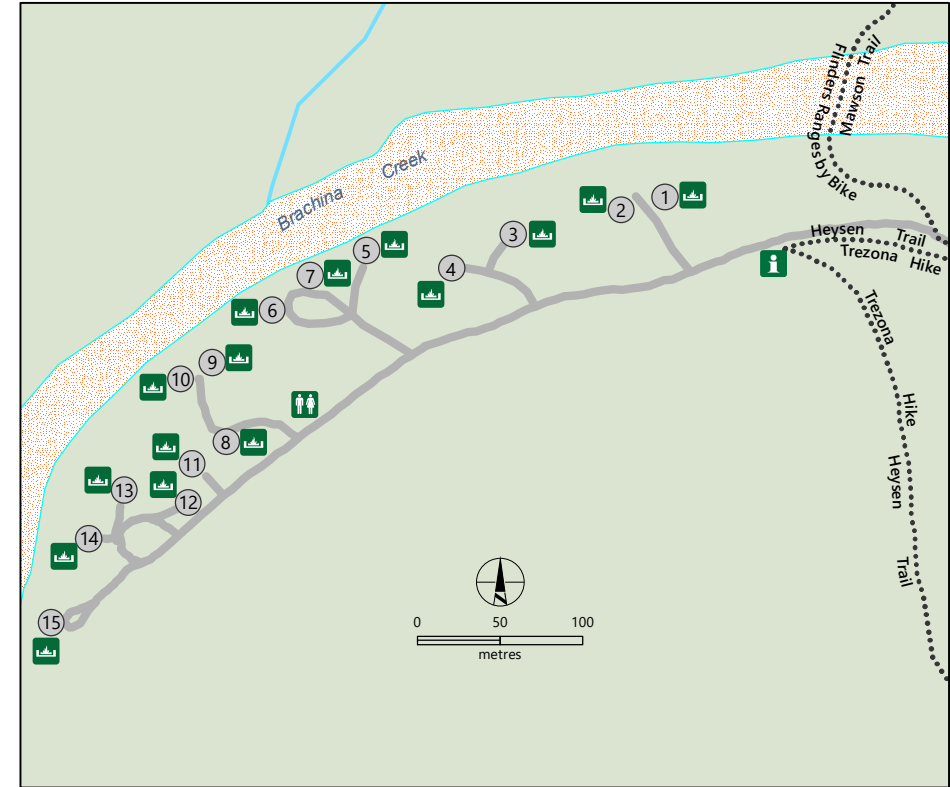 Flinders Ranges by Bike
Mawson Trail
Brachina Creek
1
2
3
4
5
6
7
8
9
10
11
12
13
14
15
Heysen Trail
Trezona Hike
i
Trezona Hike
Heysen Trail
0 50 100
metres